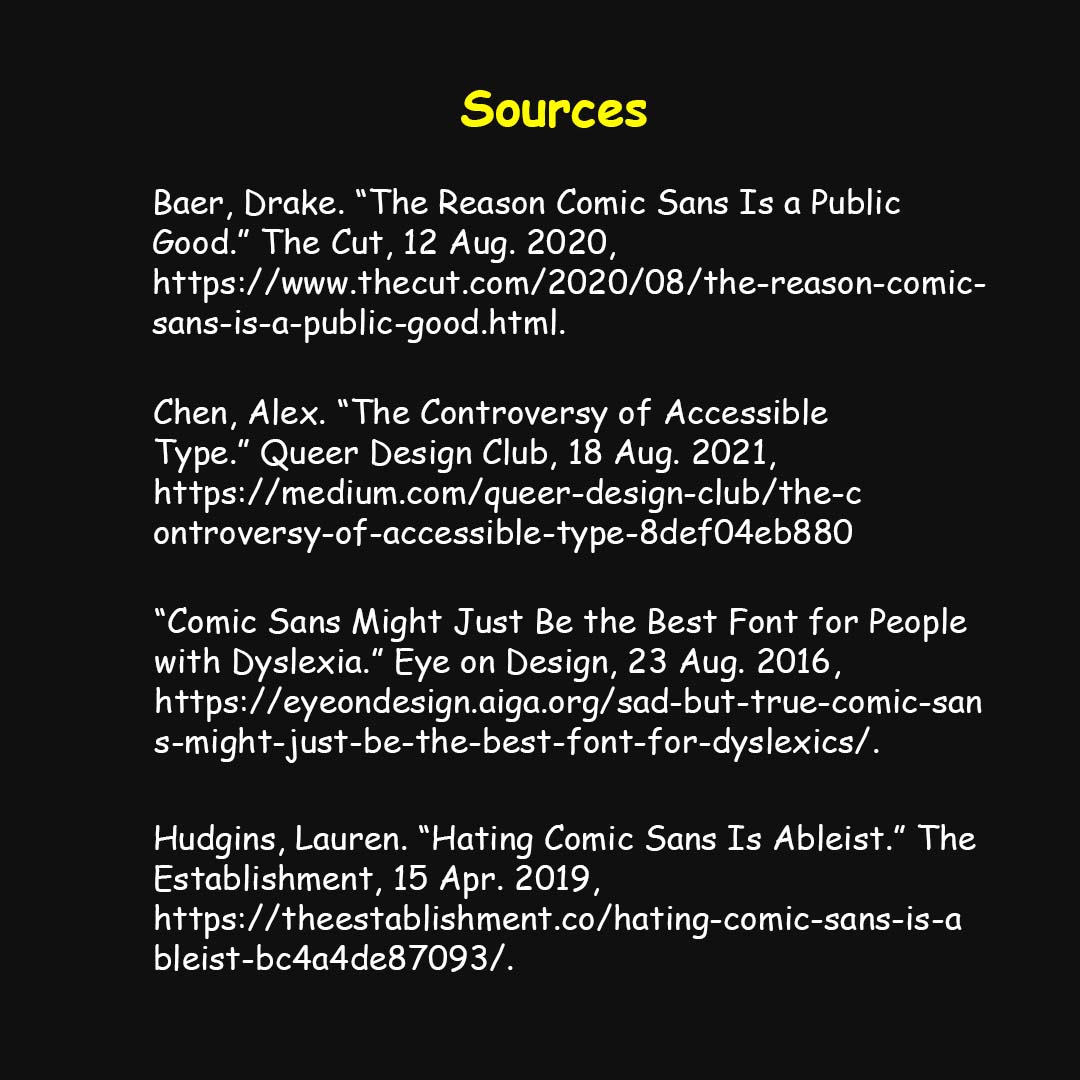 Sources
Baer, Drake. “The Reason Comic Sans Is a Public
Good.” The Cut, 12 Aug. 2020,
https://www.thecut.com/2020/08/the-reason-comic-
sans-is-a-public-good.html.
Chen, Alex. “The Controversy of Accessible
Type.” Queer Design Club, 18 Aug. 2021,
https://medium.com/queer-design-club/the-c
ontroversy-of-accessible-type-8def04eb880
“Comic Sans Might Just Be the Best Font for People
with Dyslexia.” Eye on Design, 23 Aug. 2016,
https://eyeondesign.aiga.org/sad-but-true-comic-san
s-might-just-be-the-best-font-for-dyslexics/.
Hudgins, Lauren. “Hating Comic Sans Is Ableist.” The
Establishment, 15 Apr. 2019,
https://theestablishment.co/hating-comic-sans-is-a
bleist-bc4a4de87093/.